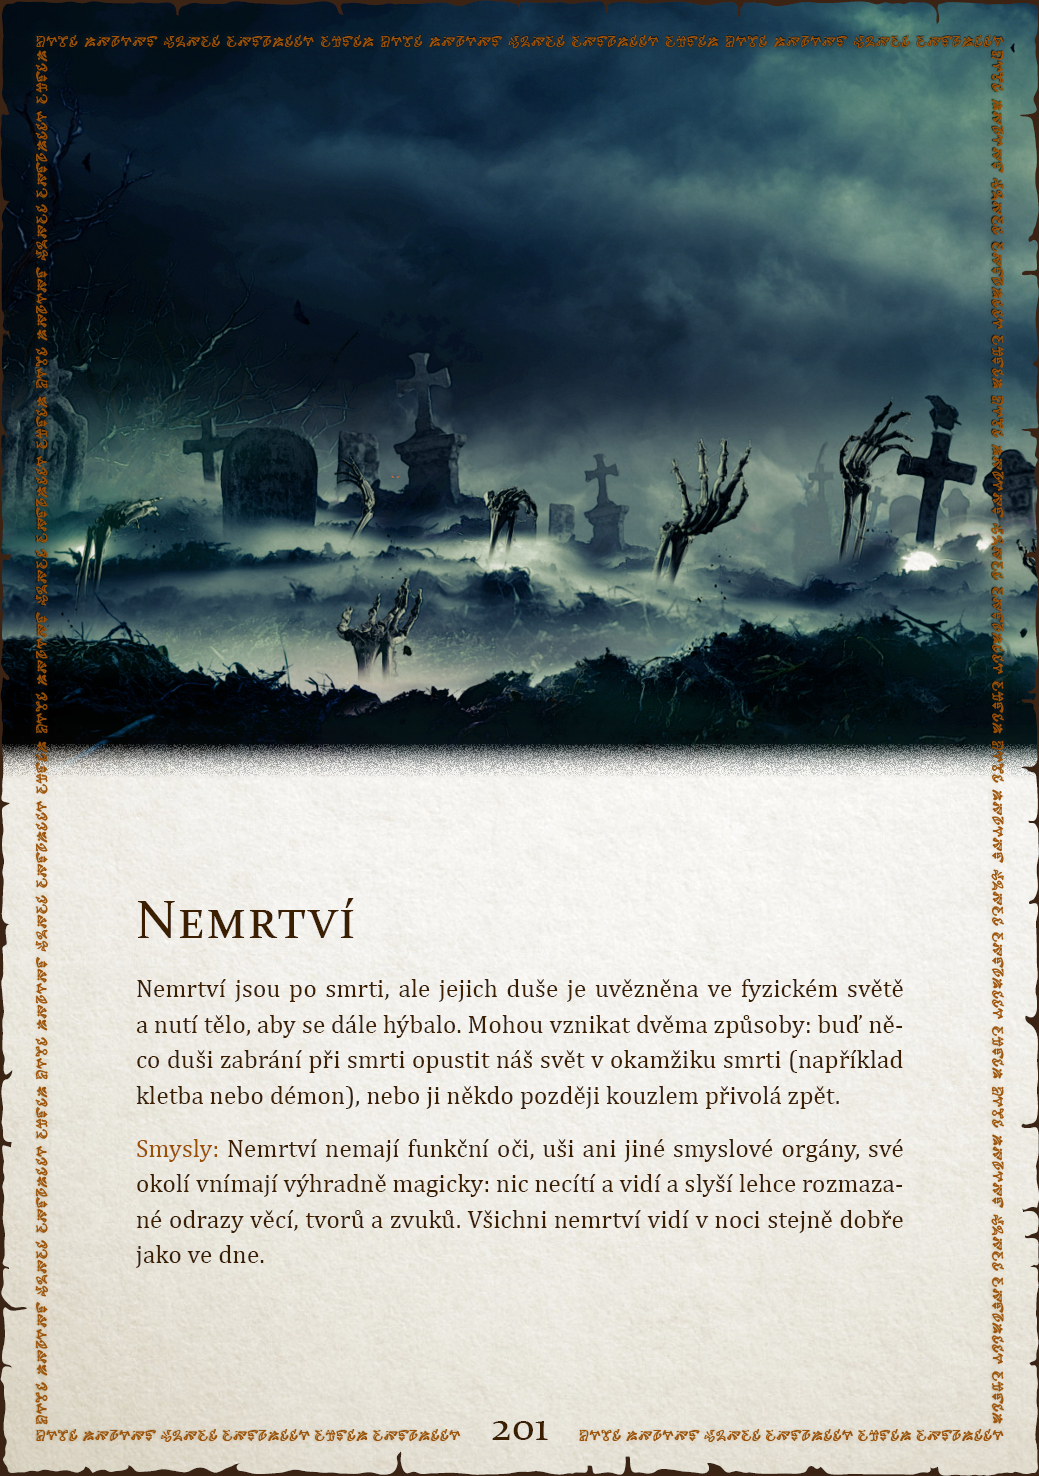 Nemrtví
Nemrtví jsou po smrti, ale jejich duše je uvězněna ve fyzickém světě
a nutí tělo, aby se dále hýbalo. Mohou vznikat dvěma způsoby: buď ně-
co duši zabrání při smrti opustit náš svět v okamžiku smrti (například
kletba nebo démon), nebo ji někdo později kouzlem přivolá zpět.
Smysly: Nemrtví nemají funkční oči, uši ani jiné smyslové orgány, své
okolí vnímají výhradně magicky: nic necítí a vidí a slyší lehce rozmaza-
né odrazy věcí, tvorů a zvuků. Všichni nemrtví vidí v noci stejně dobře
jako ve dne.
201